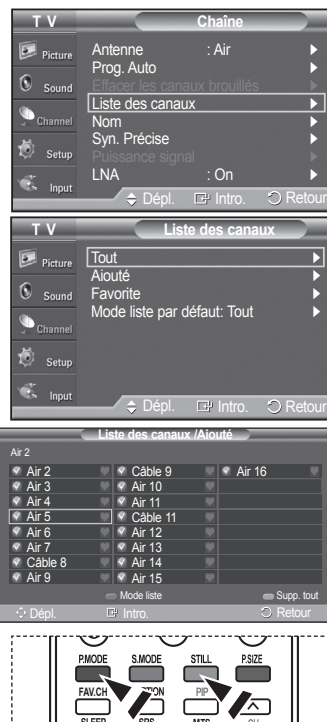 T V Chaîne
Picture
Sound
Channel
Setup
Input
Antenne : Air
Prog. Auto
Effacer les canaux brouillés
Liste des canaux
Nom
Syn. Précise
Puissance signal
LNA : On
Dépl. Intro. Retour
T V Liste des canaux
Picture
Sound
Channel
Setup
Input
Tout
Aiouté
Favorite
Mode liste par défaut: Tout
Dépl. Intro. Retour
Liste des canaux /Aiouté
Air 2
Air 2 Câble 9 Air 16
Air 3 Air 10
Air 4 Air 11
Air 5 Câble 11
Air 6 Air 12
Air 7 Air 13
Câble 8 Air 14
Air 9 Air 15
Mode liste Supp. tout
Dépl. Intro. Retour
P.MODE S.MODE STILL P.SIZE
FAV.CH PIP
SLEEP SRS MTS